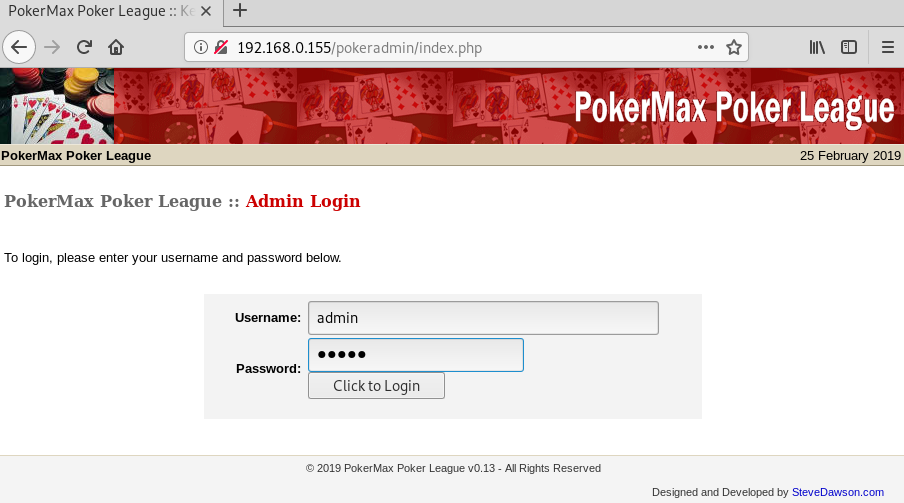 PokerMax Poker League :: Ke
192.168.0.155/pokeradmin/index.php
PokerMax Poker League
PokerMax Poker League 25 February 2019
PokerMax Poker League :: Admin Login
To login, please enter your username and password below.
Username: admin
Password: ●●●●●
Click to Login
© 2019 PokerMax Poker League v0.13 - All Rights Reserved
Designed and Developed by SteveDawson.com